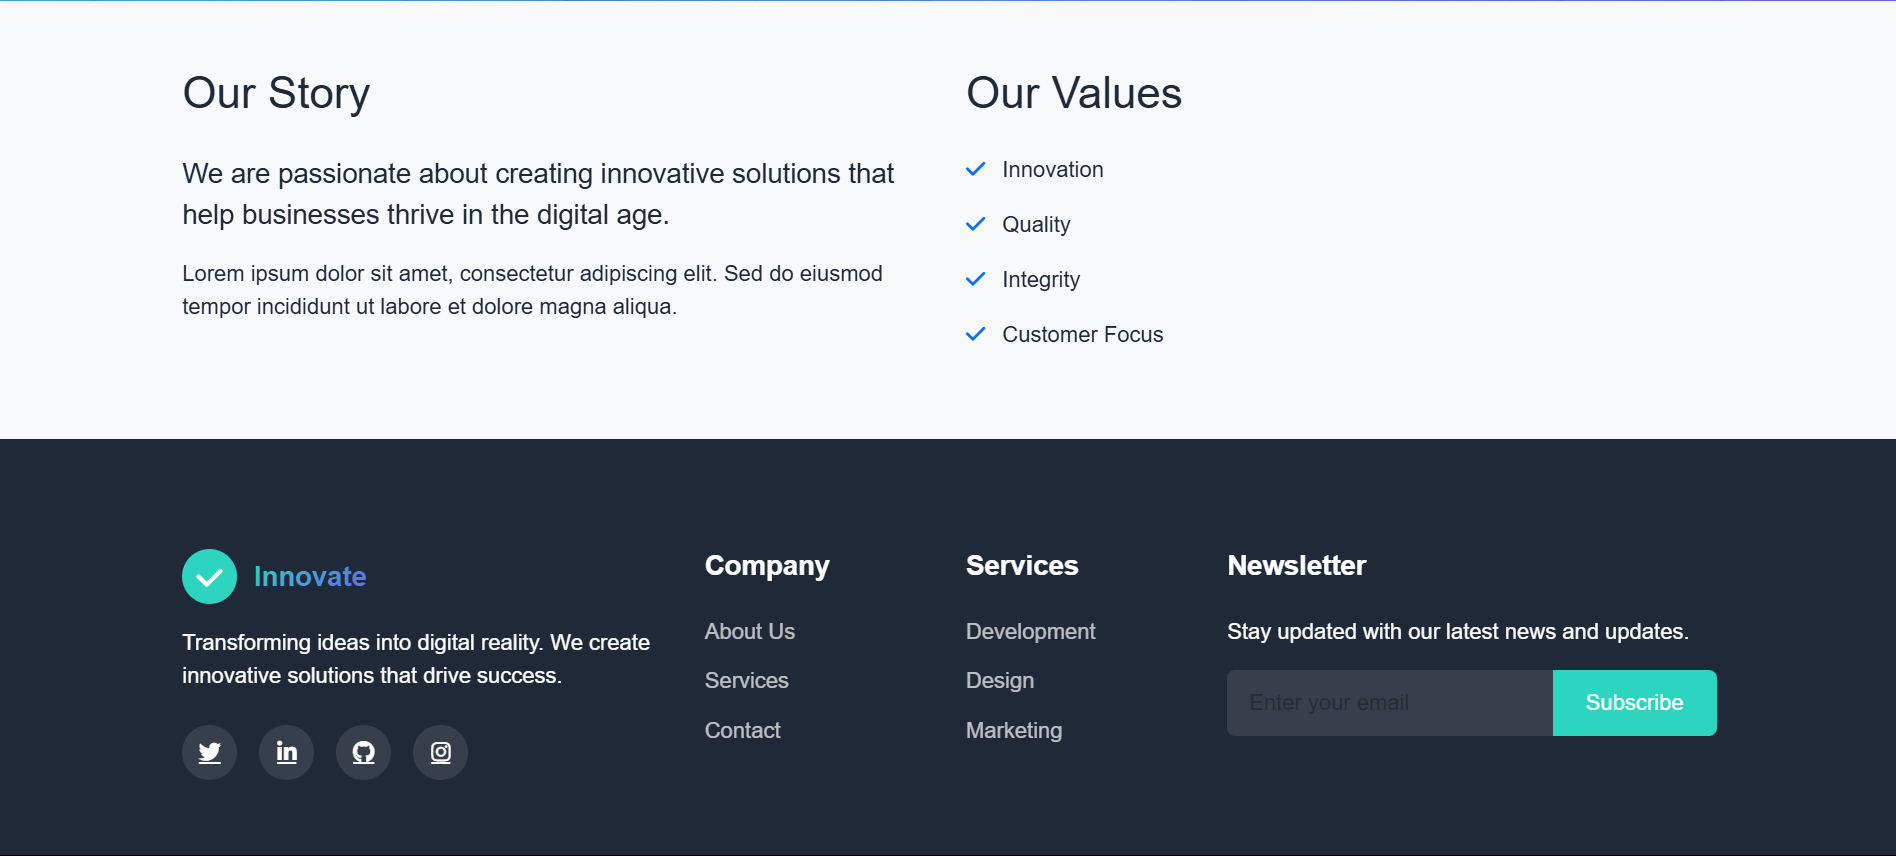 Our Story
We are passionate about creating innovative solutions that
help businesses thrive in the digital age.
Lorem ipsum dolor sit amet, consectetur adipiscing elit. Sed do eiusmod
tempor incididunt ut labore et dolore magna aliqua.
Our Values
Innovation
Quality
Integrity
Customer Focus
Innovate
Transforming ideas into digital reality. We create
innovative solutions that drive success.
Company
About Us
Services
Contact
Services
Development
Design
Marketing
Newsletter
Stay updated with our latest news and updates.
Enter your email
Subscribe